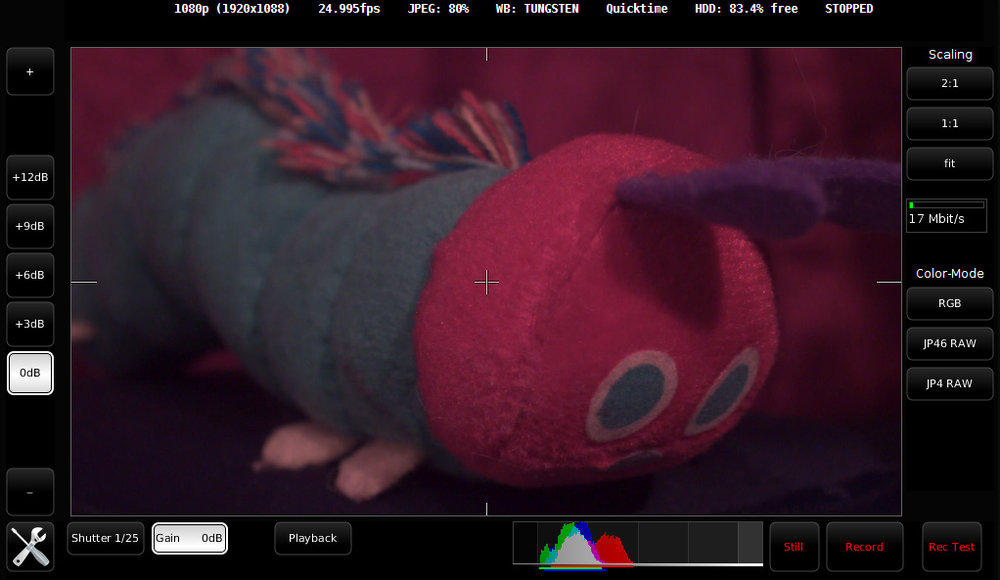 1080p (1920x1088) 24.995fps JPEG: 80% WB: TUNGSTEN Quicktime HDD: 83.4% free STOPPED
Scaling
+
2:1
1:1
fit
+12dB
+9dB
17 Mbit/s
+6dB
Color-Mode
RGB
+3dB
JP46 RAW
0dB
JP4 RAW
–
Shutter 1/25 Gain 0dB Playback Still Record Rec Test